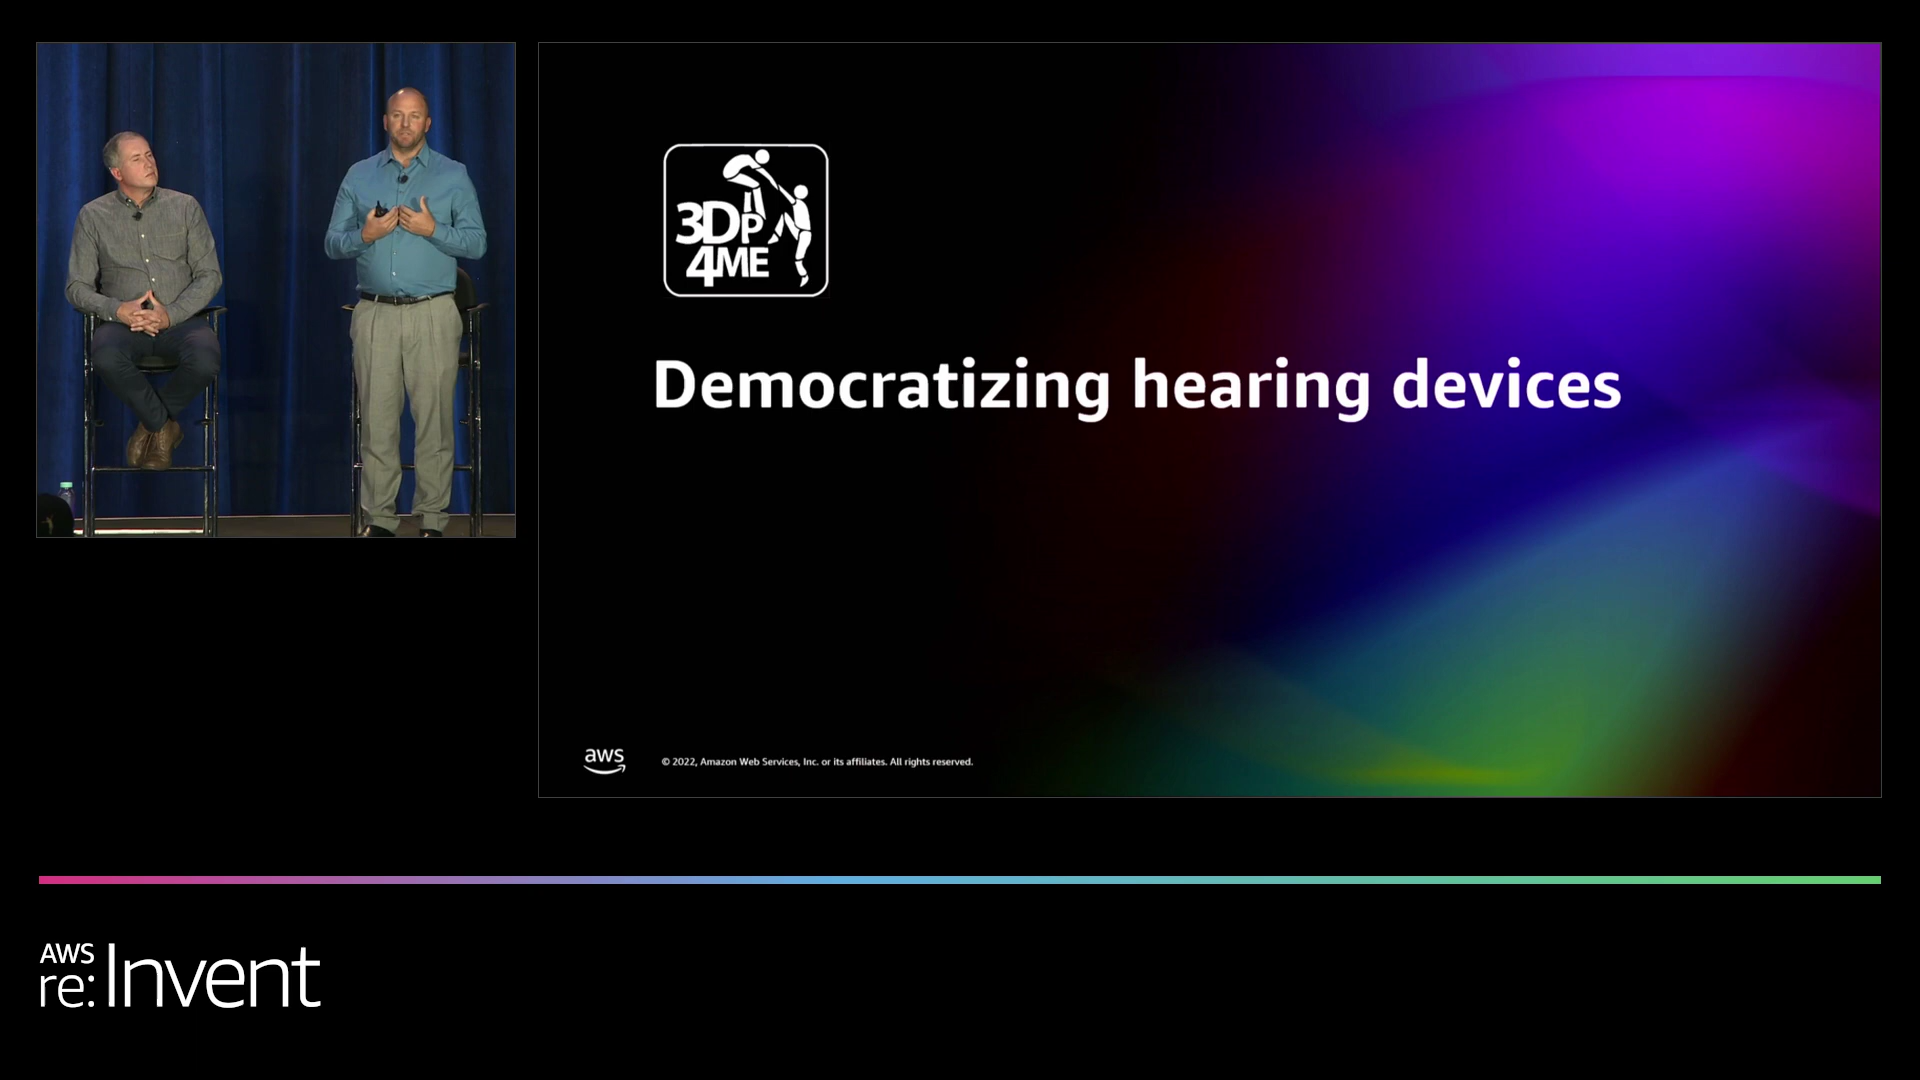 3DP
4ME
Democratizing hearing devices
aws
© 2022, Amazon Web Services, Inc. or its affiliates. All rights reserved.
AWS
re:Invent